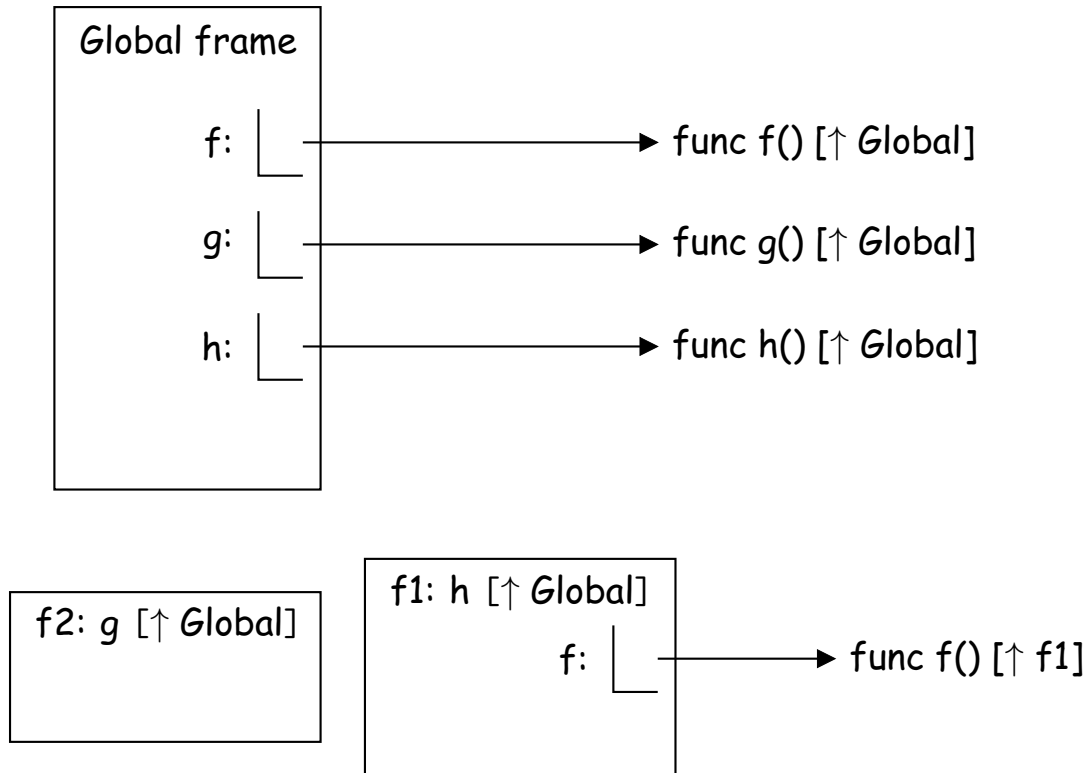 Global frame
f: func f() [↑ Global]
g: func g() [↑ Global]
h: func h() [↑ Global]
f2: g [↑ Global]
f1: h [↑ Global]
f: func f() [↑ f1]